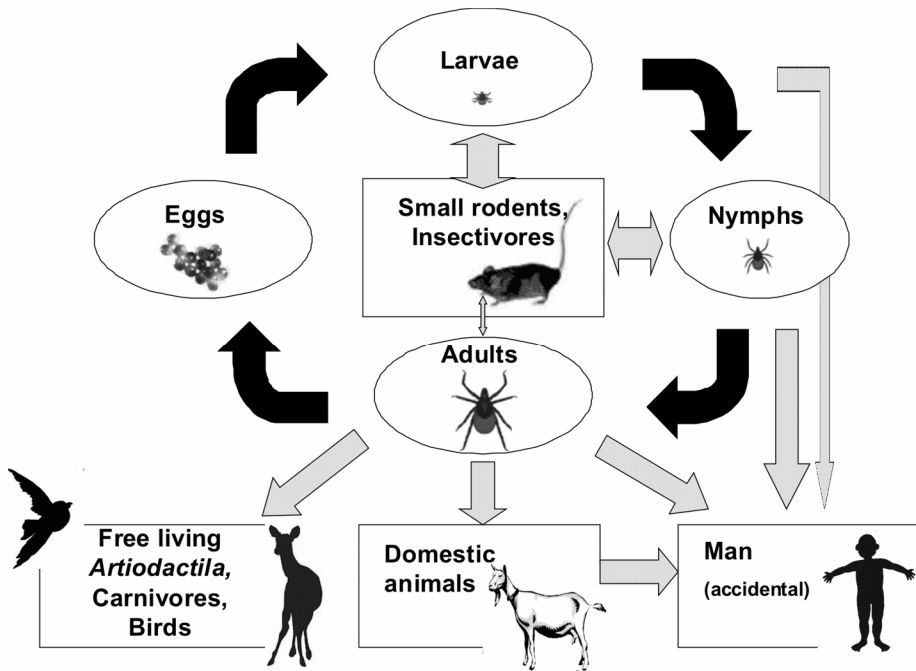 Larvae
Eggs
Small rodents,
Insectivores
Nymphs
Adults
Free living
Artiodactila,
Carnivores,
Birds
Domestic
animals
Man
(accidental)